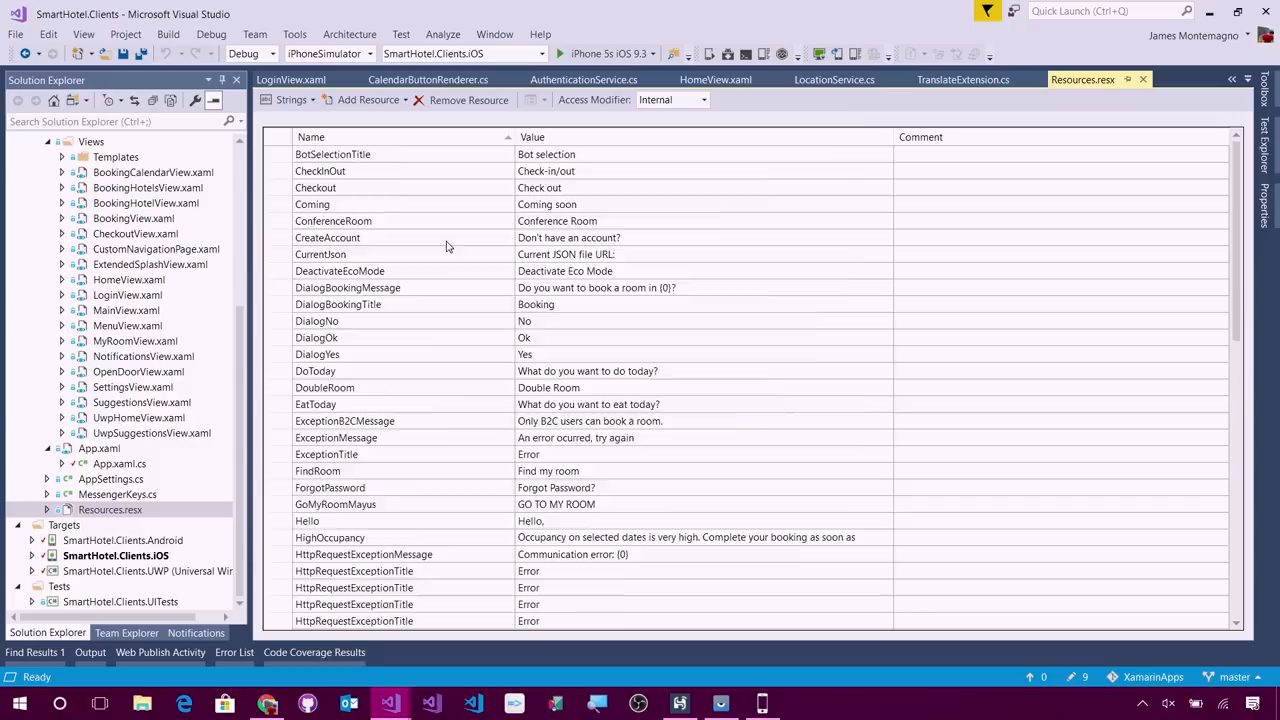 SmartHotel.Clients - Microsoft Visual Studio
Quick Launch (Ctrl+Q)
File Edit View Project Build Debug Team Tools Architecture Test Analyze Window Help
James Montemagno
Debug iPhoneSimulator SmartHotel.Clients.iOS iPhone 5s iOS 9.3
Solution Explorer
LoginView.xaml CalendarButtonRenderer.cs AuthenticationService.cs HomeView.xaml LocationService.cs TranslateExtension.cs Resources.resx
Strings Add Resource Remove Resource Access Modifier: Internal
Search Solution Explorer (Ctrl+;)
Views
Templates
BookingCalendarView.xaml
BookingHotelsView.xaml
BookingHotelView.xaml
BookingView.xaml
CheckoutView.xaml
CustomNavigationPage.xaml
ExtendedSplashView.xaml
HomeView.xaml
LoginView.xaml
MainView.xaml
MenuView.xaml
MyRoomView.xaml
NotificationsView.xaml
OpenDoorView.xaml
SettingsView.xaml
SuggestionsView.xaml
UwpHomeView.xaml
UwpSuggestionsView.xaml
App.xaml
App.xaml.cs
AppSettings.cs
MessengerKeys.cs
Resources.resx
Targets
SmartHotel.Clients.Android
SmartHotel.Clients.iOS
SmartHotel.Clients.UWP (Universal Wir
Tests
SmartHotel.Clients.UITests
Solution Explorer Team Explorer Notifications
Name Value Comment
BotSelectionTitle Bot selection
CheckInOut Check-in/out
Checkout Check out
Coming Coming soon
ConferenceRoom Conference Room
CreateAccount Don't have an account?
CurrentJson Current JSON file URL:
DeactivateEcoMode Deactivate Eco Mode
DialogBookingMessage Do you want to book a room in {0}?
DialogBookingTitle Booking
DialogNo No
DialogOk Ok
DialogYes Yes
DoToday What do you want to do today?
DoubleRoom Double Room
EatToday What do you want to eat today?
ExceptionB2CMessage Only B2C users can book a room.
ExceptionMessage An error ocurred, try again
ExceptionTitle Error
FindRoom Find my room
ForgotPassword Forgot Password?
GoMyRoomMayus GO TO MY ROOM
Hello Hello,
HighOccupancy Occupancy on selected dates is very high. Complete your booking as soon as
HttpRequestExceptionMessage Communication error: {0}
HttpRequestExceptionTitle Error
HttpRequestExceptionTitle Error
HttpRequestExceptionTitle Error
HttpRequestExceptionTitle Error
Toolbox
Test Explorer
Properties
Find Results 1 Output Web Publish Activity Error List Code Coverage Results
Ready 0 9 XamarinApps master